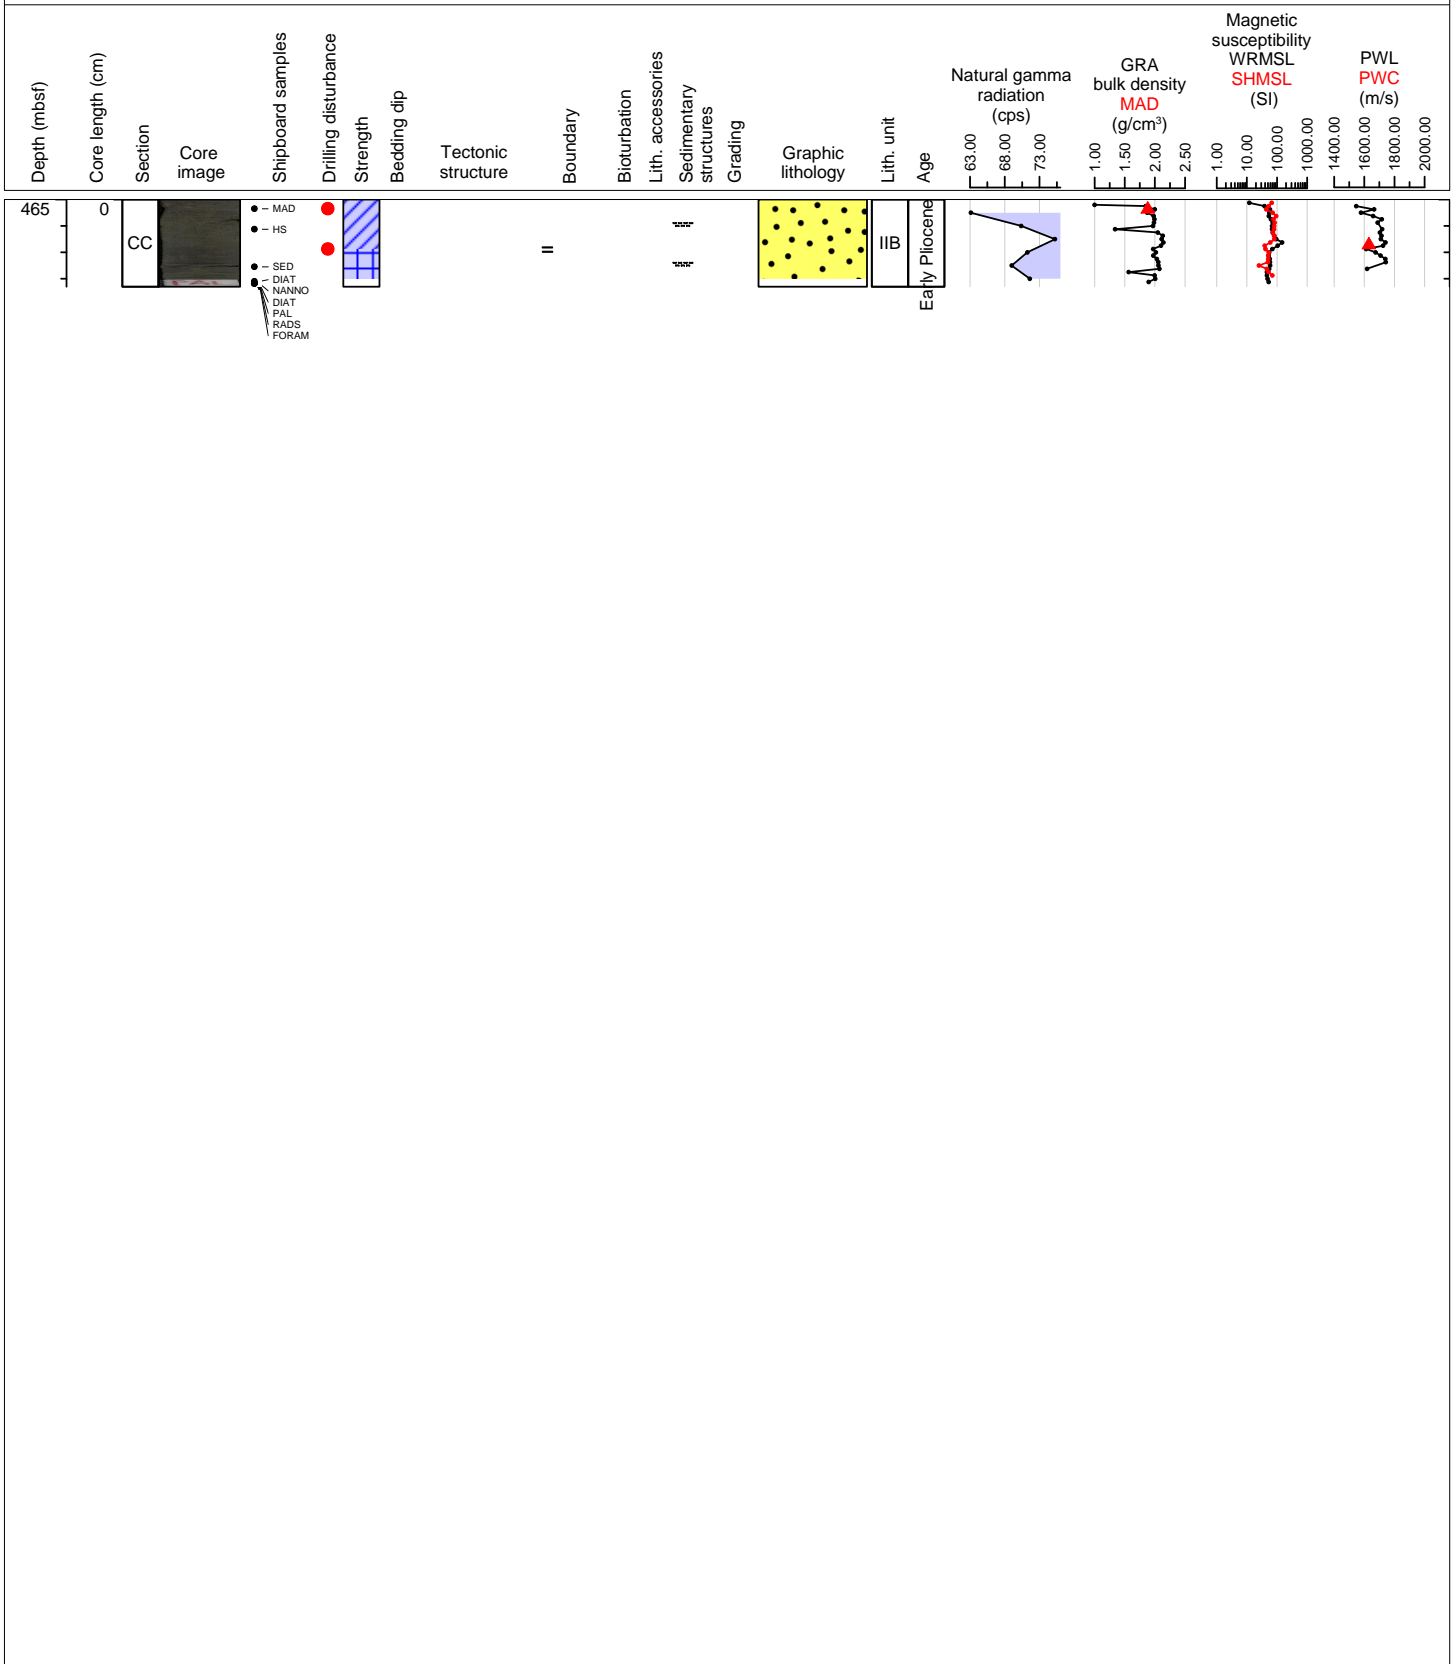 Depth (mbsf)
Core length (cm)
Section
Core
image
Shipboard samples
Drilling disturbance
Strength
Bedding dip
Tectonic
structure
Boundary
Bioturbation
Lith. accessories
Sedimentary
structures
Grading
Graphic
lithology
Lith. unit
Age
Natural gamma
radiation
(cps)
63.00
68.00
73.00
GRA
bulk density
MAD
(g/cm³)
1.00
1.50
2.00
2.50
Magnetic
susceptibility
WRMSL
SHMSL
(SI)
1.00
10.00
100.00
1000.00
PWL
PWC
(m/s)
1400.00
1600.00
1800.00
2000.00
465
0
CC
MAD
HS
SED
DIAT
NANNO
DIAT
PAL
RADS
FORAM
IIB
Early Pliocene